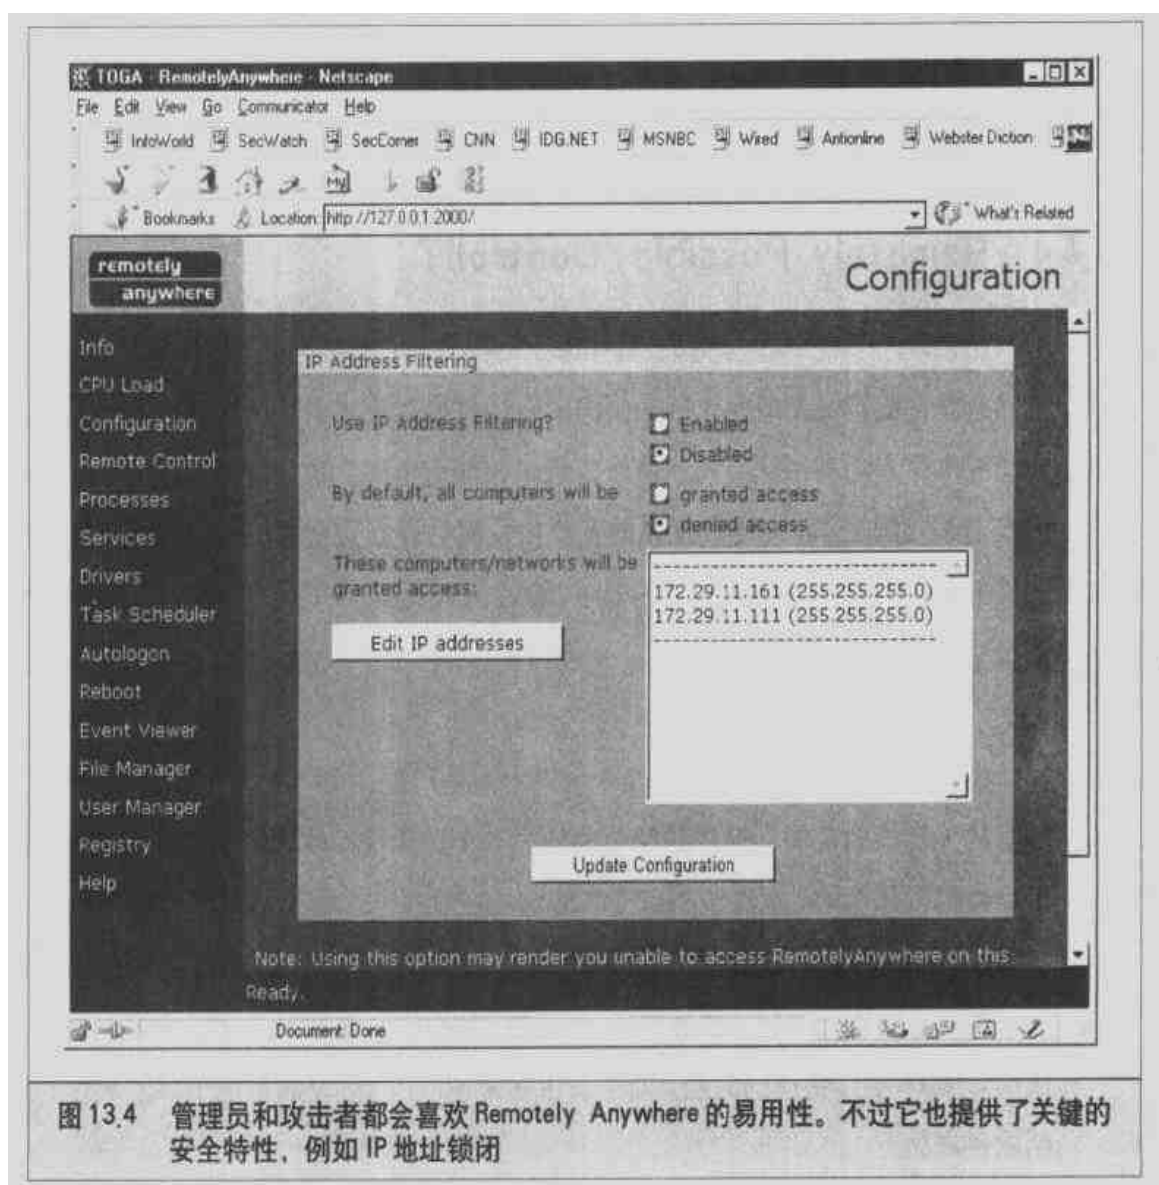 TOGA - RemotelyAnywhere - Netscape
File Edit View Go Communicator Help
InfoWorld SecWatch SecCorner CNN IDG.NET MSNBC Wired Antionline Webster Diction
My
Bookmarks Location: http://127.0.0.1:2000/ What's Related
remotely
anywhere
Configuration
Info
CPU Load
Configuration
Remote Control
Processes
Services
Drivers
Task Scheduler
Autologon
Reboot
Event Viewer
File Manager
User Manager
Registry
Help
IP Address Filtering
Use IP Address Filtering? Enabled
Disabled
By default, all computers will be granted access
denied access
These computers/networks will be
granted access:
172.29.11.161 (255.255.255.0)
172.29.11.111 (255.255.255.0)
Edit IP addresses
Update Configuration
Note: Using this option may render you unable to access RemotelyAnywhere on this
Ready.
Document: Done
图 13.4 管理员和攻击者都会喜欢 Remotely Anywhere 的易用性。不过它也提供了关键的
安全特性，例如 IP 地址锁闭